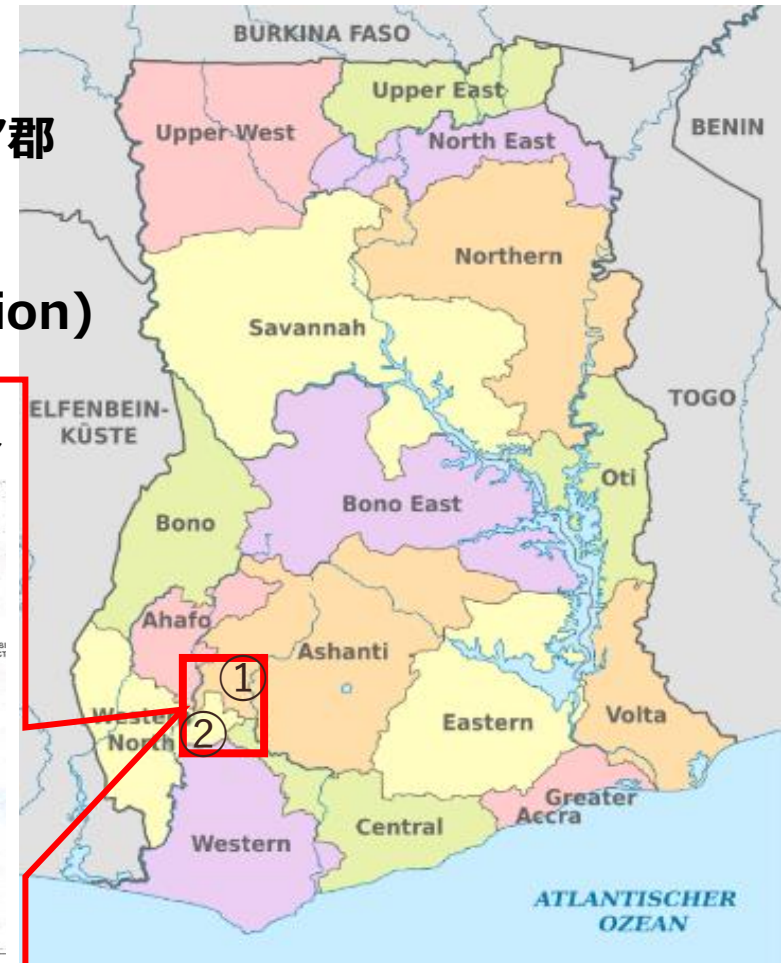 BURKINA FASO
Upper East
郡
Upper West
North East
BENIN
Northern
ion)
Savannah
ELFENBEIN-
KÜSTE
TOGO
Oti
Bono East
Bono
Ahafo
Ashanti
①
Western
North
②
Eastern
Volta
Greater
Accra
Western
Central
ATLANTISCHER
OZEAN